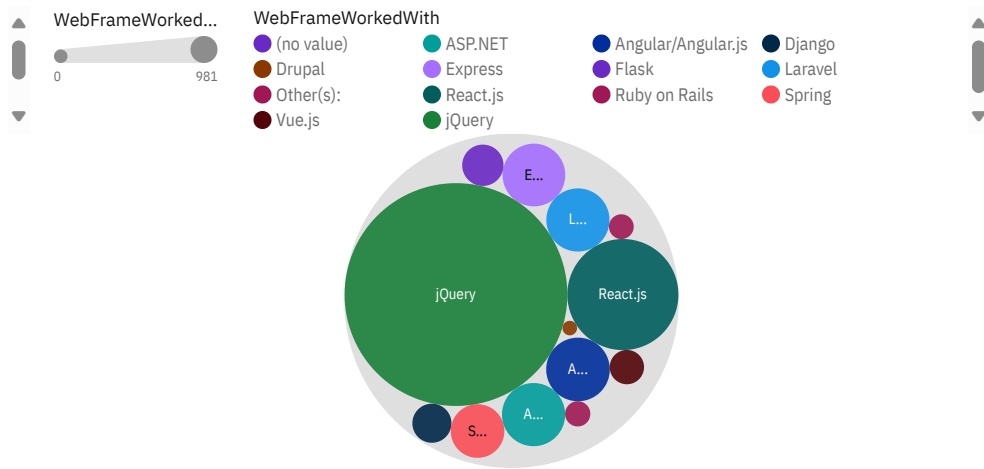 WebFrameWorked...
0 981
WebFrameWorkedWith
(no value) ASP.NET Angular/Angular.js Django
Drupal Express Flask Laravel
Other(s): React.js Ruby on Rails Spring
Vue.js jQuery
E...
L...
jQuery React.js
A...
A...
S...